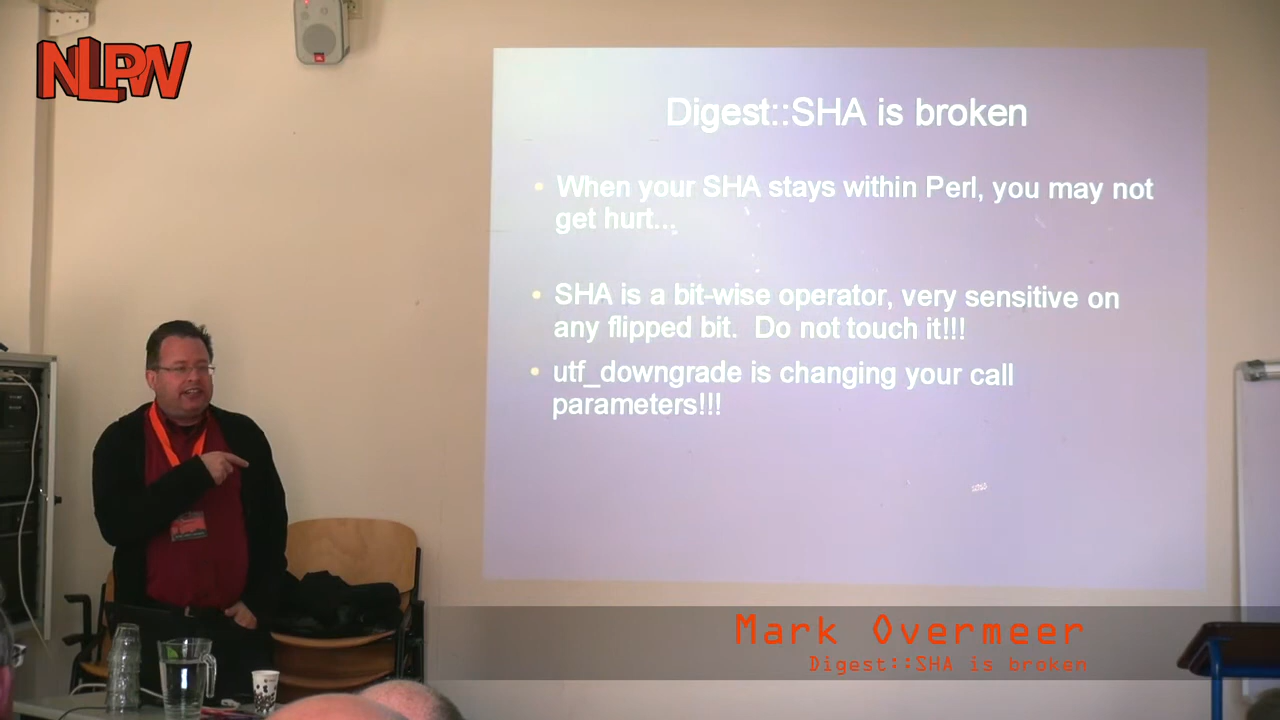 NLPW
Digest::SHA is broken
• When your SHA stays within Perl, you may not
get hurt...
• SHA is a bit-wise operator, very sensitive on
any flipped bit.  Do not touch it!!!
• utf_downgrade is changing your call
parameters!!!
Mark Overmeer
Digest::SHA is broken